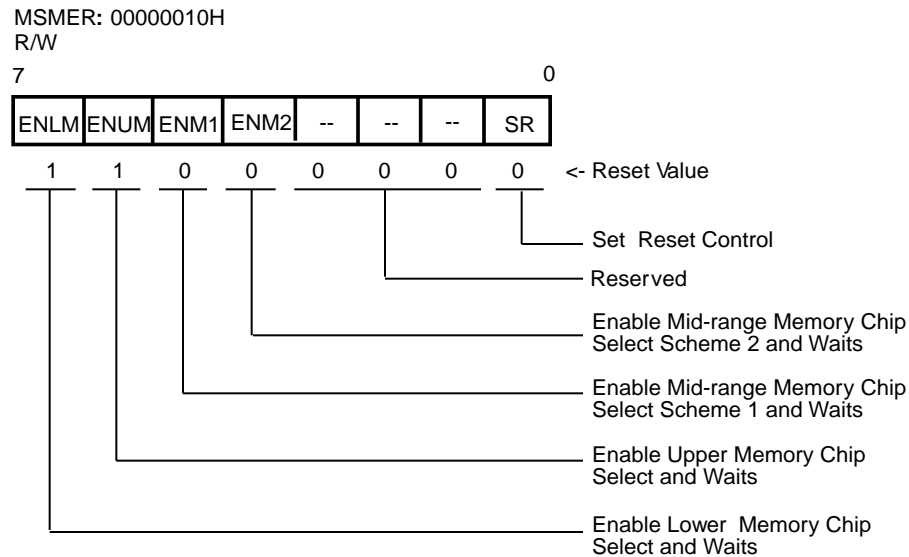 MSMER: 00000010H
R/W
7 0
ENLM ENUM ENM1 ENM2 -- -- -- SR
1 1 0 0 0 0 0 0 <- Reset Value
Set Reset Control
Reserved
Enable Mid-range Memory Chip
Select Scheme 2 and Waits
Enable Mid-range Memory Chip
Select Scheme 1 and Waits
Enable Upper Memory Chip
Select and Waits
Enable Lower Memory Chip
Select and Waits